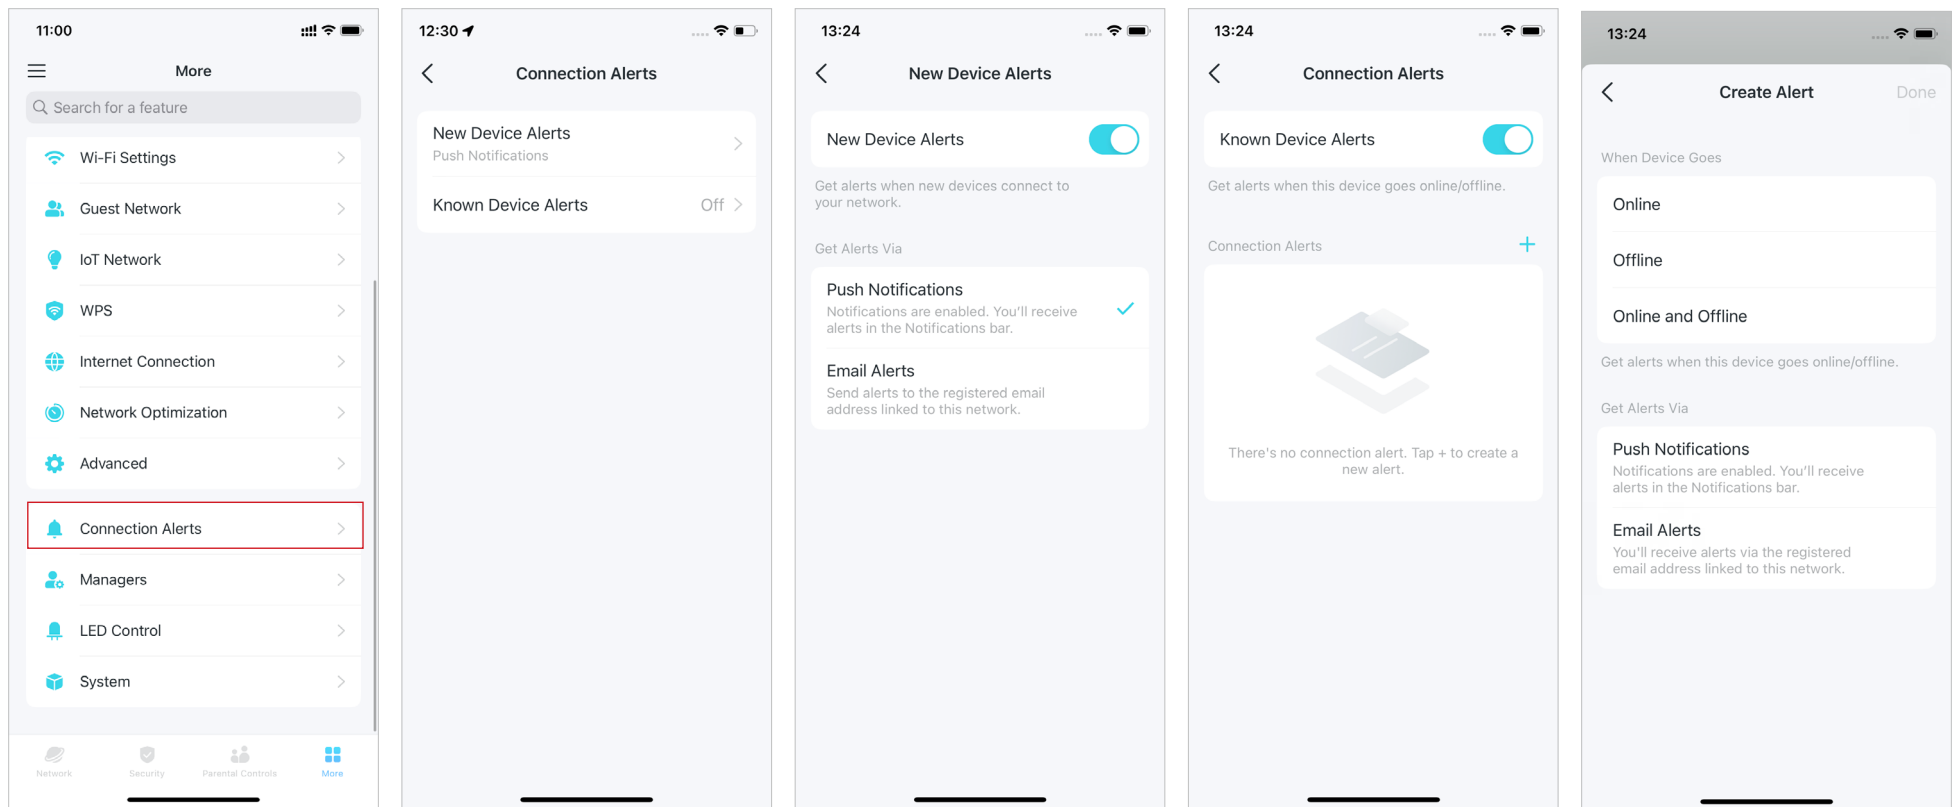 11:00
More
Search for a feature
Wi-Fi Settings
Guest Network
IoT Network
WPS
Internet Connection
Network Optimization
Advanced
Connection Alerts
Managers
LED Control
System
Network
Security
Parental Controls
More
12:30
Connection Alerts
New Device Alerts
Push Notifications
Known Device Alerts
Off
13:24
New Device Alerts
New Device Alerts
Get alerts when new devices connect to
your network.
Get Alerts Via
Push Notifications
Notifications are enabled. You'll receive
alerts in the Notifications bar.
Email Alerts
Send alerts to the registered email
address linked to this network.
13:24
Connection Alerts
Known Device Alerts
Get alerts when this device goes online/offline.
Connection Alerts
+
There's no connection alert. Tap + to create a
new alert.
13:24
Create Alert
Done
When Device Goes
Online
Offline
Online and Offline
Get alerts when this device goes online/offline.
Get Alerts Via
Push Notifications
Notifications are enabled. You'll receive
alerts in the Notifications bar.
Email Alerts
You'll receive alerts via the registered
email address linked to this network.